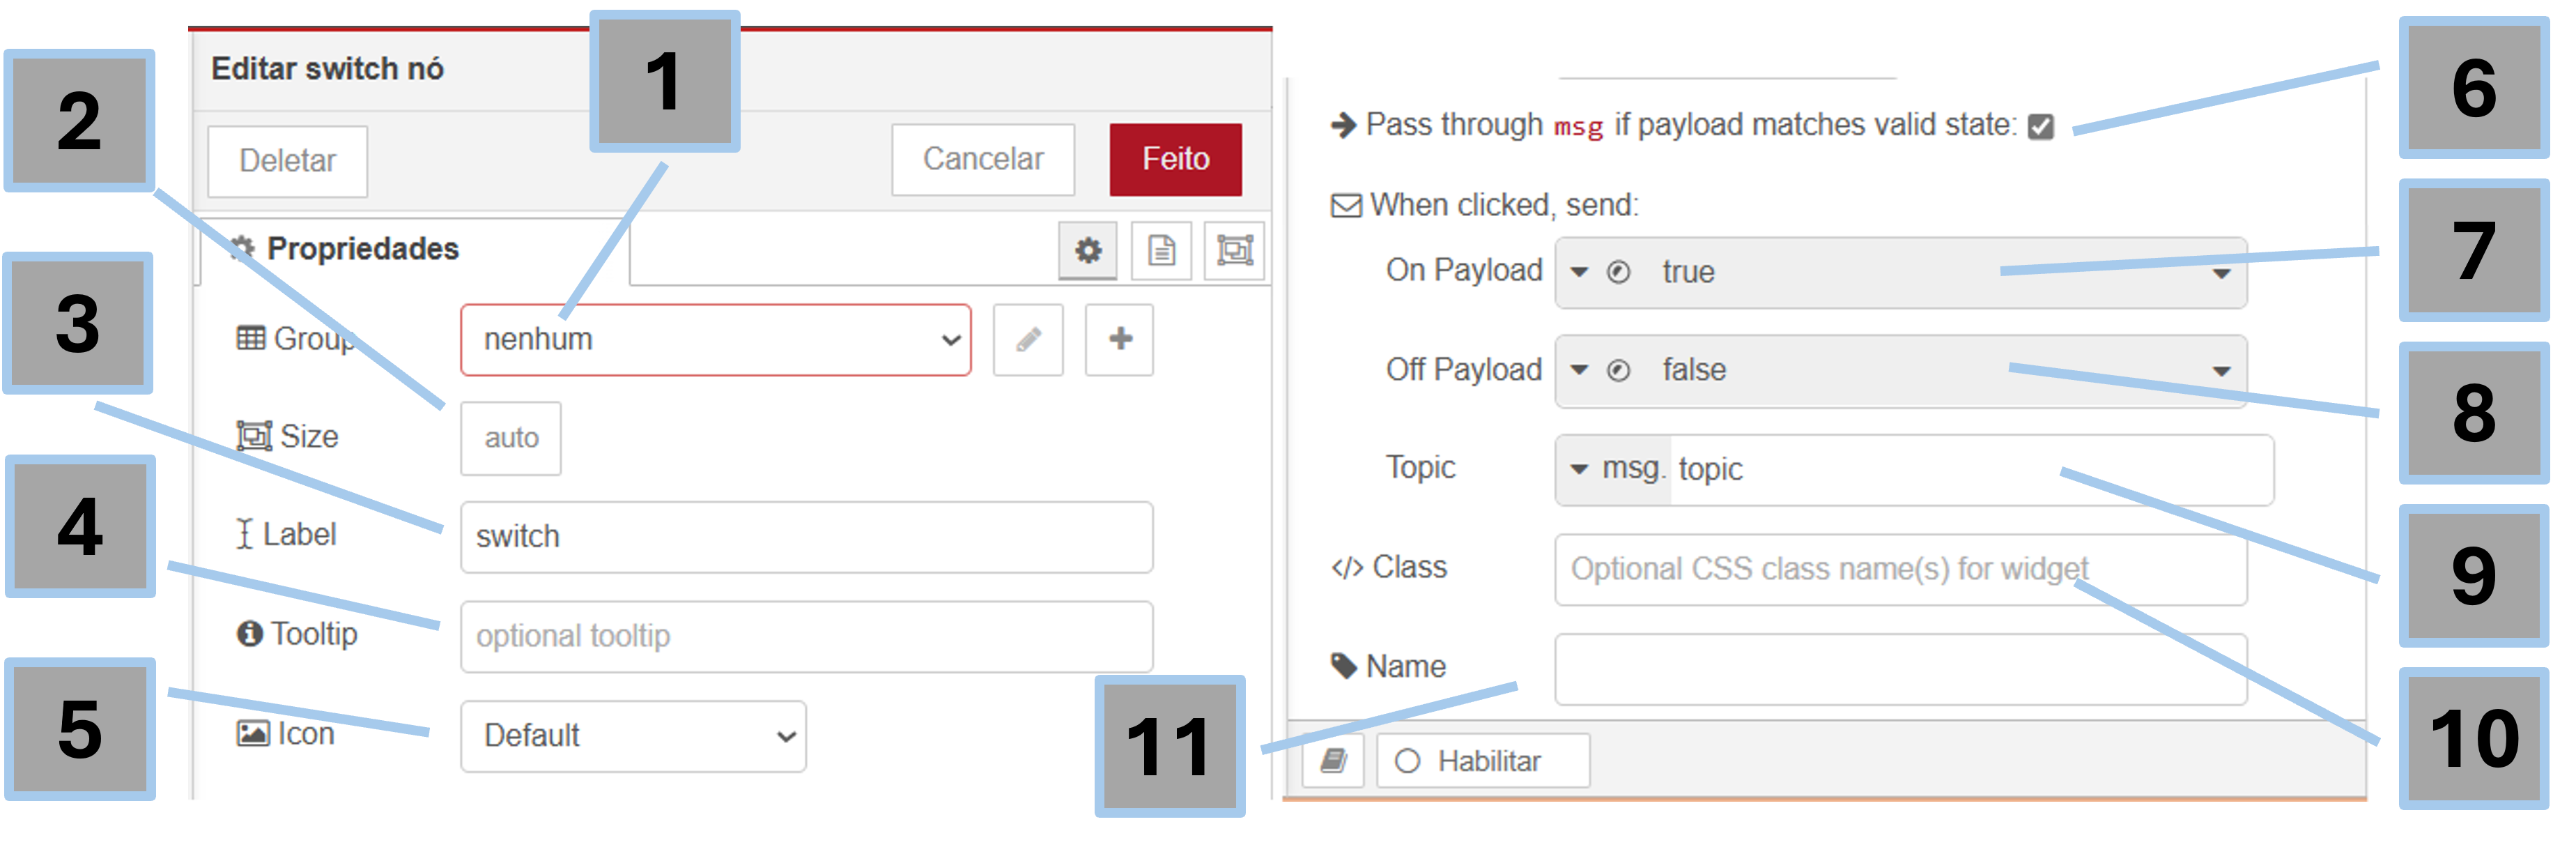 1
2
3
4
5
Editar switch nó
Deletar
Cancelar
Feito
Propriedades
Group
nenhum
Size
auto
Label
switch
Tooltip
optional tooltip
Icon
Default
Pass through msg if payload matches valid state:
When clicked, send:
On Payload
true
Off Payload
false
Topic
msg. topic
</> Class
Optional CSS class name(s) for widget
Name
Habilitar
6
7
8
9
10
11